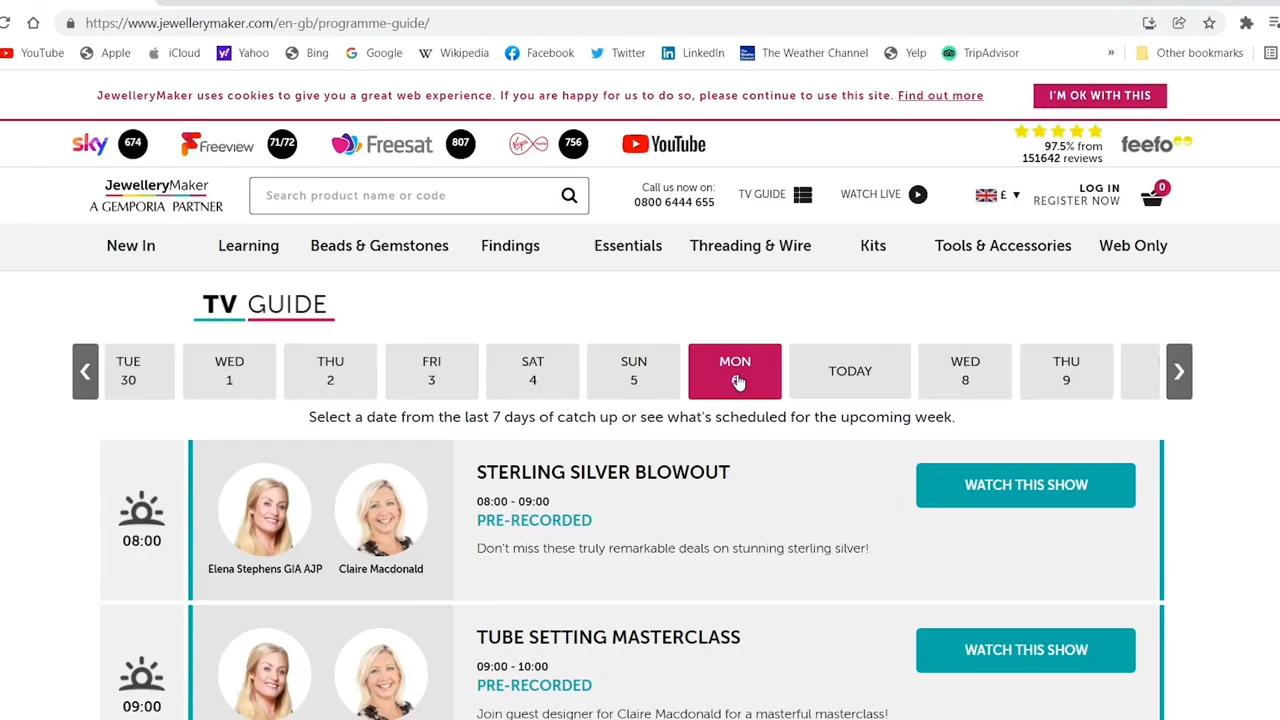 https://www.jewellerymaker.com/en-gb/programme-guide/
YouTube Apple iCloud Yahoo Bing Google Wikipedia Facebook Twitter LinkedIn The Weather Channel Yelp TripAdvisor » Other bookmarks
JewelleryMaker uses cookies to give you a great web experience. If you are happy for us to do so, please continue to use this site. Find out more I'M OK WITH THIS
sky 674 Freeview 71/72 Freesat 807 756 YouTube 97.5% from 151642 reviews feefo
JewelleryMaker
A GEMPORIA PARTNER
Search product name or code
Call us now on:
0800 6444 655
TV GUIDE
WATCH LIVE
£
LOG IN
REGISTER NOW
0
New In Learning Beads & Gemstones Findings Essentials Threading & Wire Kits Tools & Accessories Web Only
TV GUIDE
TUE 30 WED 1 THU 2 FRI 3 SAT 4 SUN 5 MON TODAY WED 8 THU 9
Select a date from the last 7 days of catch up or see what's scheduled for the upcoming week.
08:00
Elena Stephens GIA AJP Claire Macdonald
STERLING SILVER BLOWOUT
08:00 - 09:00
PRE-RECORDED
Don't miss these truly remarkable deals on stunning sterling silver!
WATCH THIS SHOW
09:00
TUBE SETTING MASTERCLASS
09:00 - 10:00
PRE-RECORDED
Join guest designer for Claire Macdonald for a masterful masterclass!
WATCH THIS SHOW